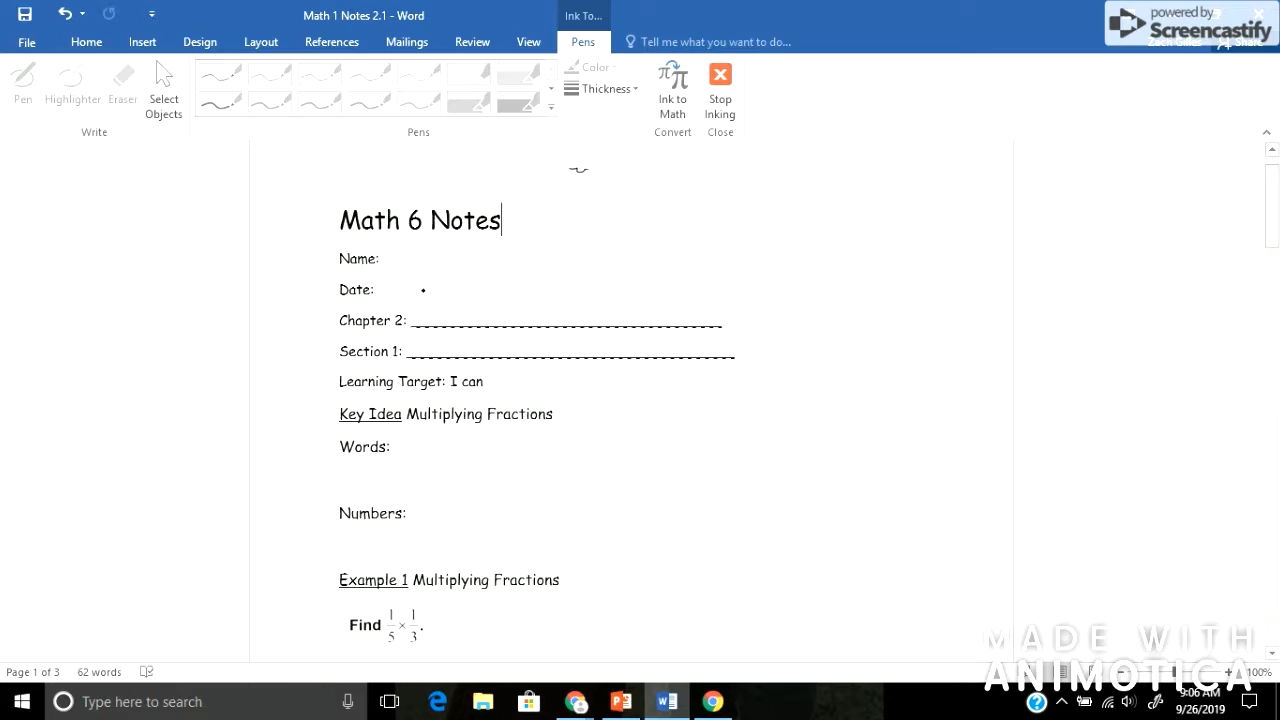 Math 1 Notes 2.1 - Word
Ink To...
powered by
Screencastify
File Home Insert Design Layout References Mailings Review View Pens Tell me what you want to do... Zach Gilles Share
Pen Highlighter Eraser Select Objects
Color
Thickness
Ink to Math
Stop Inking
Write Pens Convert Close
Math 6 Notes
Name:
Date:
Chapter 2:
Section 1:
Learning Target: I can
Key Idea Multiplying Fractions
Words:
Numbers:
Example 1 Multiplying Fractions
Find 1/5 × 1/3.
MADE WITH
ANIMOTICA
Page 1 of 3 62 words 100%
Type here to search
9:06 AM
9/26/2019